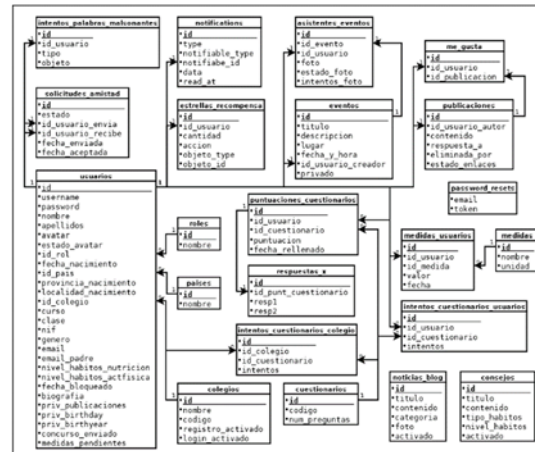 intentos_palabras_malsonantes
id
id_usuario
tipo
objeto
notifications
id
type
notifiable_type
notifiabe_id
data
read_at
asistentes_eventos
id
id_evento
id_usuario
foto
estado_foto
intentos_foto
me_gusta
id
id_usuario
id_publicacion
solicitudes_amistad
id
estado
id_usuario_envia
id_usuario_recibe
fecha_enviada
fecha_aceptada
estrellas_recompensa
id
id_usuario
cantidad
accion
objeto_type
objeto_id
eventos
id
titulo
descripcion
lugar
fecha_y_hora
id_usuario_creador
privado
publicaciones
id
id_usuario_autor
contenido
respuesta_a
eliminada_por
estado_enlaces
usuarios
id
username
password
nombre
apellidos
avatar
estado_avatar
id_rol
fecha_nacimiento
id_pais
provincia_nacimiento
localidad_nacimiento
id_colegio
curso
clase
nif
genero
email
email_padre
nivel_habitos_nutricion
nivel_habitos_actfisica
fecha_bloqueado
biografia
priv_publicaciones
priv_birthday
priv_birthyear
concurso_enviado
medidas_pendientes
password_resets
email
token
roles
id
nombre
puntuaciones_cuestionarios
id
id_usuario
id_cuestionario
puntuacion
fecha_rellenado
medidas_usuarios
id
id_usuario
id_medida
valor
fecha
medidas
id
nombre
unidad
paises
id
nombre
respuestas_x
id
id_punt_cuestionario
resp1
resp2
intentos_cuestionarios_usuarios
id
id_usuario
id_cuestionario
intentos
intentos_cuestionarios_colegio
id
id_colegio
id_cuestionario
intentos
colegios
id
nombre
codigo
registro_activado
login_activado
cuestionarios
id
codigo
num_preguntas
noticias_blog
id
titulo
contenido
categoria
foto
activado
consejos
id
titulo
contenido
tipo_habitos
nivel_habitos
activado